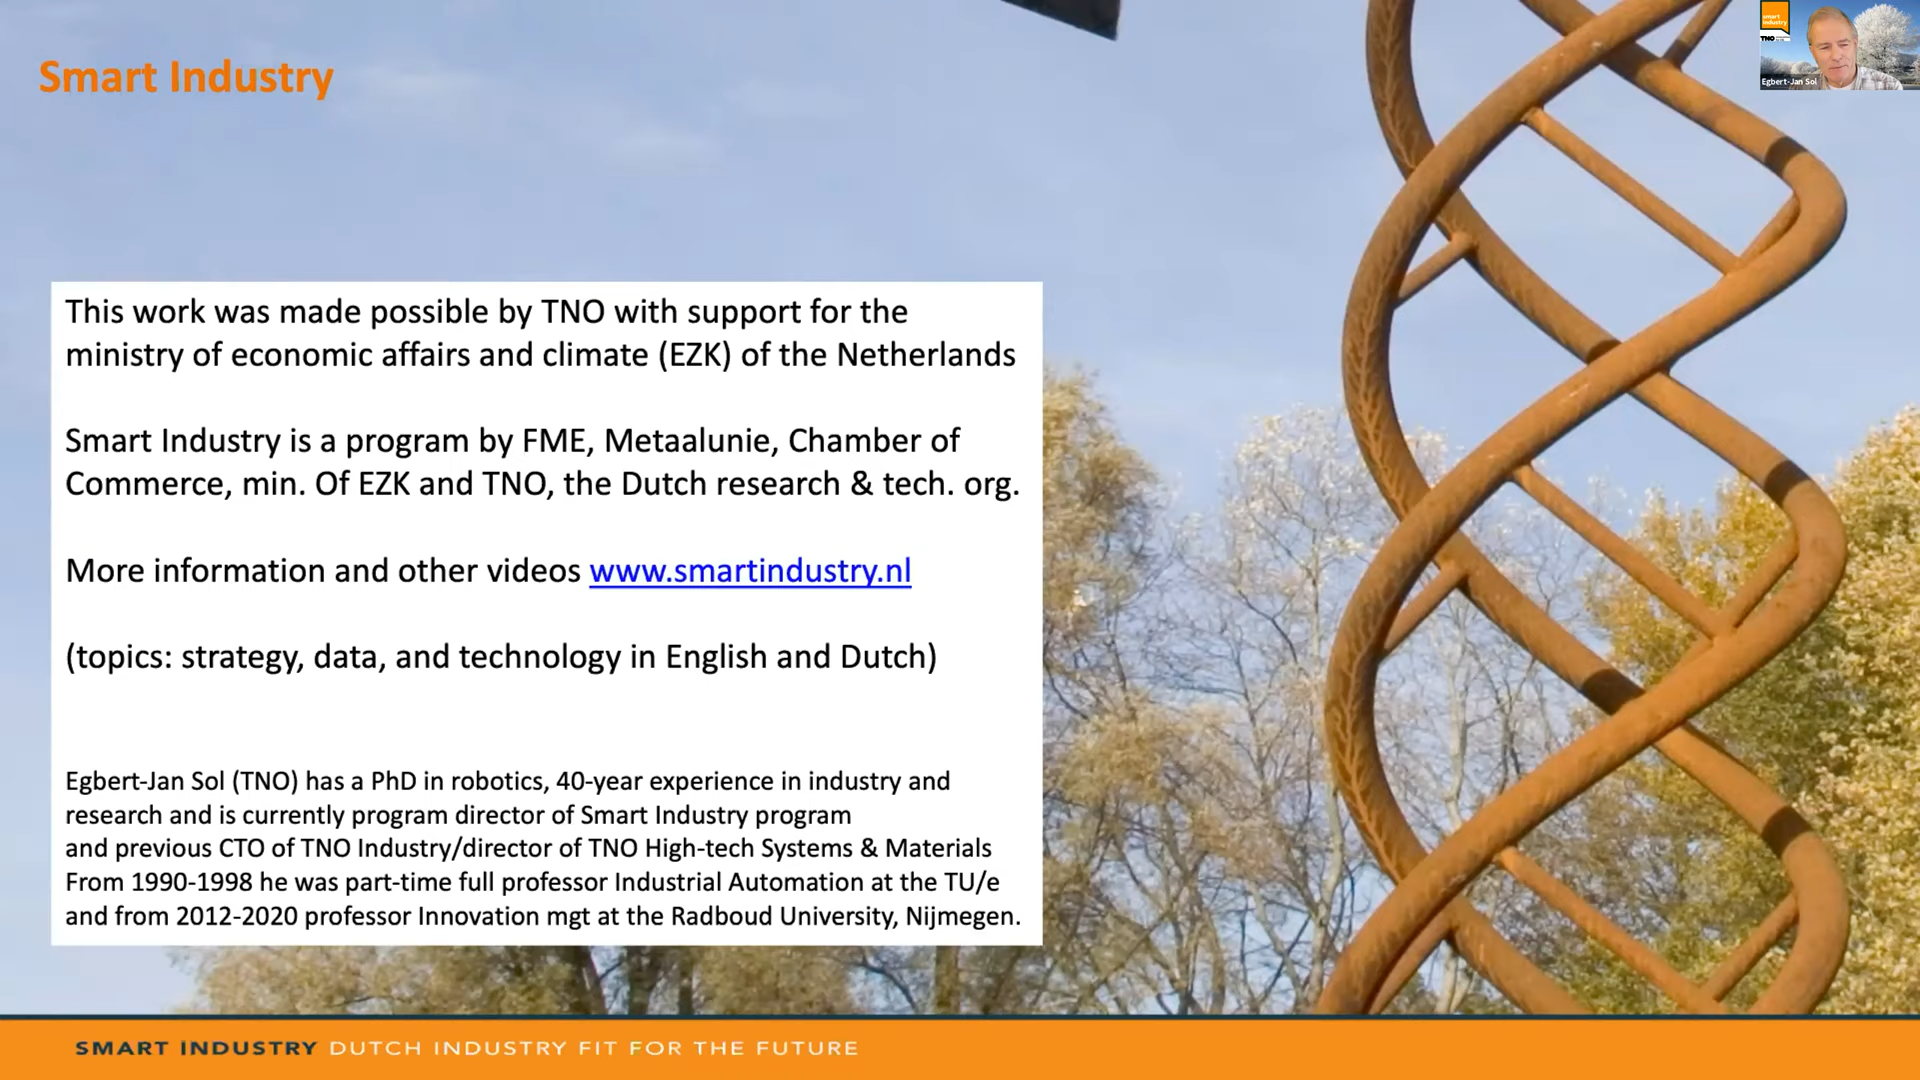 Smart Industry
smart
industry
TNO
Egbert-Jan Sol
This work was made possible by TNO with support for the
ministry of economic affairs and climate (EZK) of the Netherlands
Smart Industry is a program by FME, Metaalunie, Chamber of
Commerce, min. Of EZK and TNO, the Dutch research & tech. org.
More information and other videos www.smartindustry.nl
(topics: strategy, data, and technology in English and Dutch)
Egbert-Jan Sol (TNO) has a PhD in robotics, 40-year experience in industry and
research and is currently program director of Smart Industry program
and previous CTO of TNO Industry/director of TNO High-tech Systems & Materials
From 1990-1998 he was part-time full professor Industrial Automation at the TU/e
and from 2012-2020 professor Innovation mgt at the Radboud University, Nijmegen.
SMART INDUSTRY DUTCH INDUSTRY FIT FOR THE FUTURE